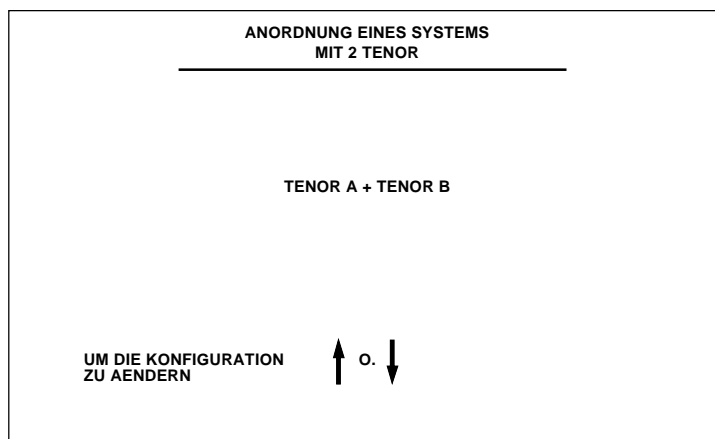 ANORDNUNG EINES SYSTEMS
MIT 2 TENOR
TENOR A + TENOR B
UM DIE KONFIGURATION
ZU AENDERN
O.